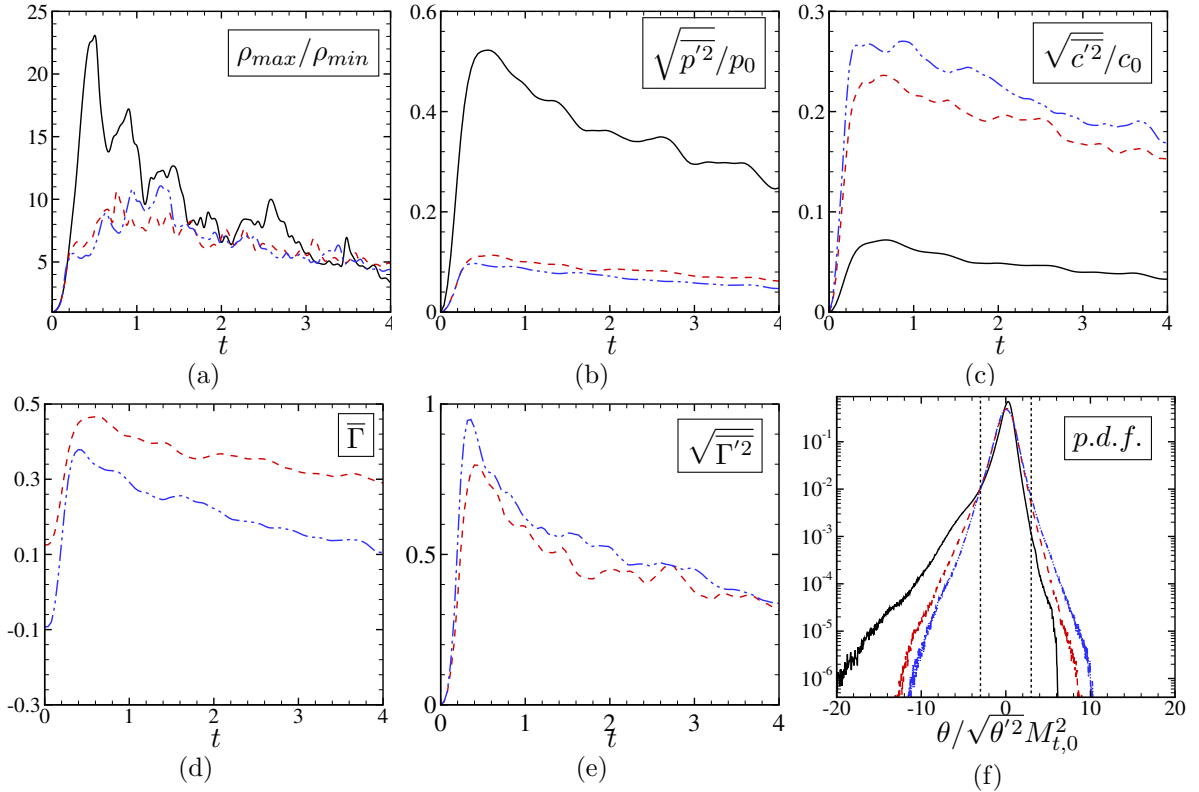 25
20
15
10
5
0 1 2 3 4
ρ_max/ρ_min
t
(a)
0.6
0.4
0.2
0
0 1 2 3 4
√p′²/p₀
t
(b)
0.3
0.2
0.1
0
0 1 2 3 4
√c′²/c₀
t
(c)
0.5
0.3
0.1
-0.1
-0.3
0 1 2 3 4
Γ̅
t
(d)
1
0.5
0
0 1 2 3 4
√Γ′²
t
(e)
10⁻¹
10⁻²
10⁻³
10⁻⁴
10⁻⁵
10⁻⁶
-20 -10 0 10 20
p.d.f.
θ/√θ′² M²_t,0
(f)